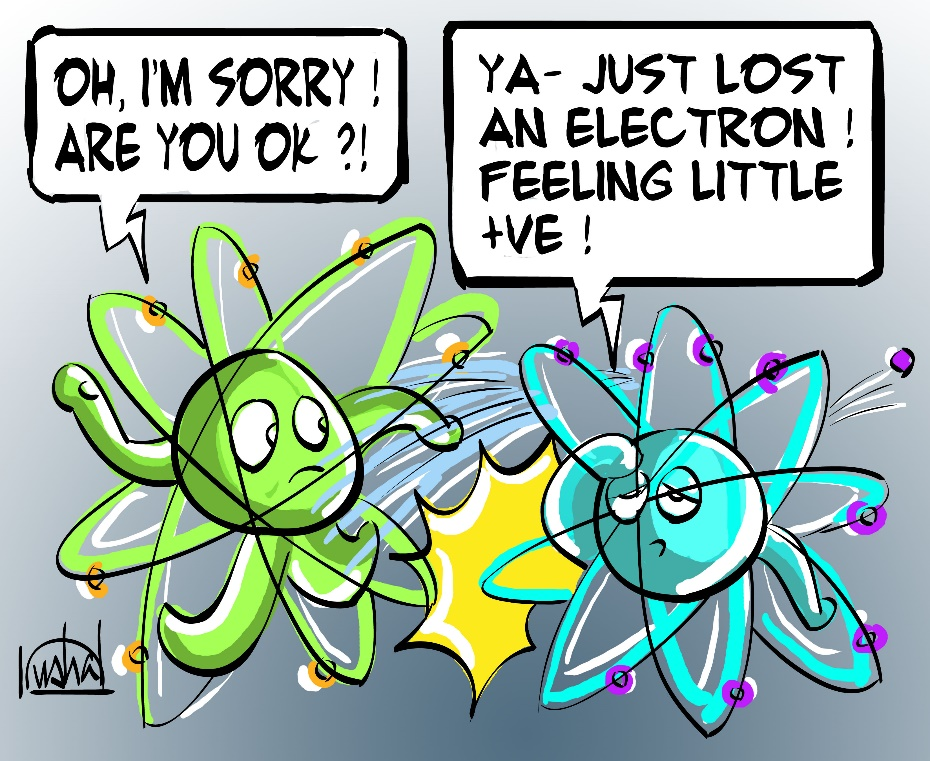 OH, I'M SORRY !
ARE YOU OK ?!
YA- JUST LOST
AN ELECTRON !
FEELING LITTLE
+VE !